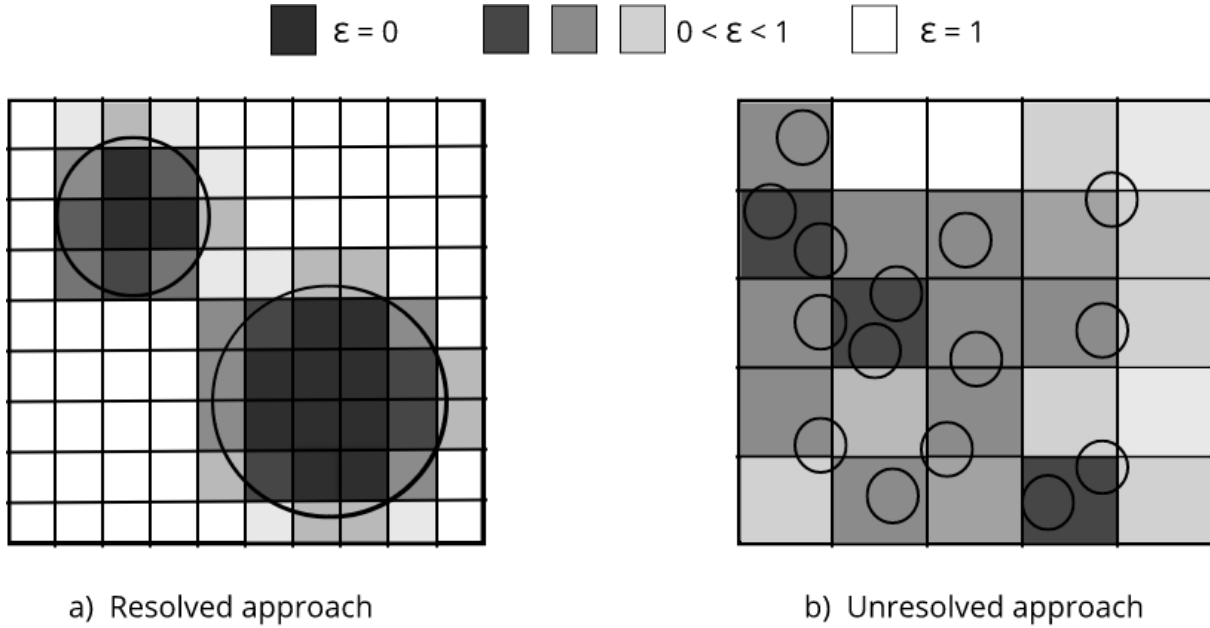 ε = 0 0 < ε < 1 ε = 1
a) Resolved approach b) Unresolved approach